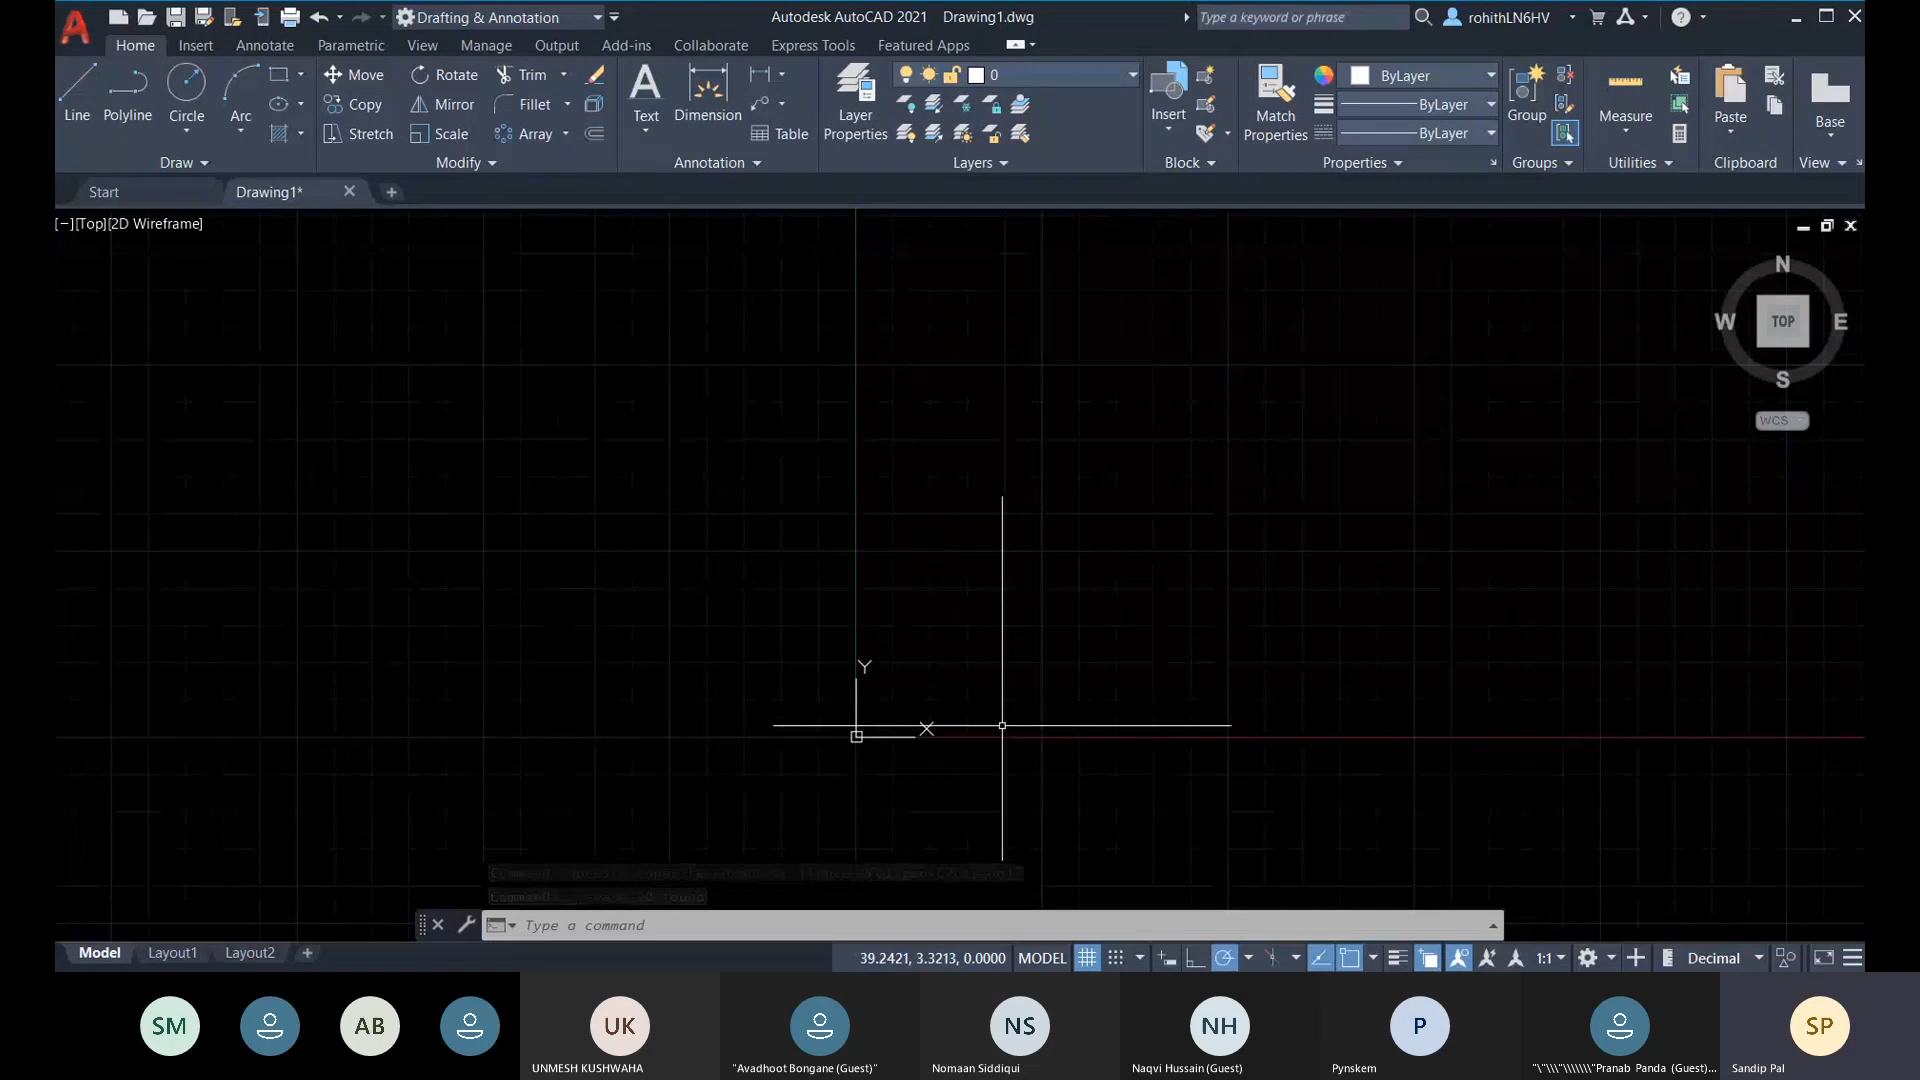 Drafting & Annotation
Autodesk AutoCAD 2021 Drawing1.dwg
Type a keyword or phrase
rohithLN6HV
Home Insert Annotate Parametric View Manage Output Add-ins Collaborate Express Tools Featured Apps
Line Polyline Circle Arc
Move Rotate Trim
Copy Mirror Fillet
Stretch Scale Array
Text Dimension Table
Layer Properties
0
Insert
Match Properties
ByLayer
ByLayer
ByLayer
Group Measure Paste Base
Draw Modify Annotation Layers Block Properties Groups Utilities Clipboard View
Start Drawing1*
[−][Top][2D Wireframe]
N
W TOP E
S
WCS
Y
X
Type a command
Model Layout1 Layout2
39.2421, 3.3213, 0.0000 MODEL 1:1 Decimal
SM AB UK NS NH P SP
UNMESH KUSHWAHA "Avadhoot Bongane (Guest)" Nomaan Siddiqui Naqvi Hussain (Guest) Pynskem "\"\\\"\\\\\\\"Pranab Panda (Guest)... Sandip Pal